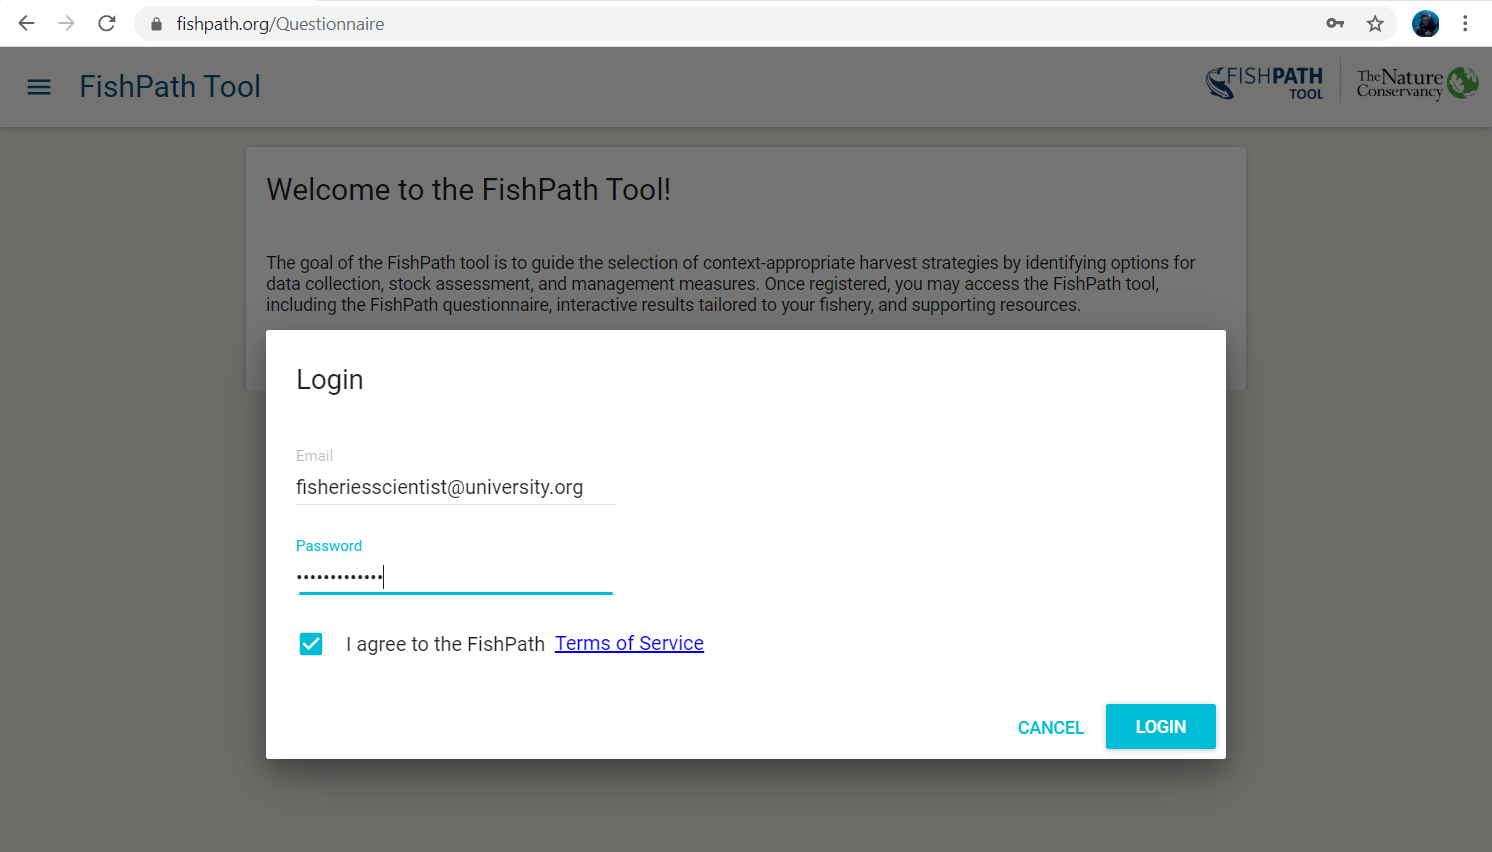 fishpath.org/Questionnaire
FishPath Tool
FISHPATH
TOOL
The Nature
Conservancy
Welcome to the FishPath Tool!
The goal of the FishPath tool is to guide the selection of context-appropriate harvest strategies by identifying options for
data collection, stock assessment, and management measures. Once registered, you may access the FishPath tool,
including the FishPath questionnaire, interactive results tailored to your fishery, and supporting resources.
Login
Email
fisheriesscientist@university.org
Password
•••••••••••••
I agree to the FishPath Terms of Service
CANCEL
LOGIN